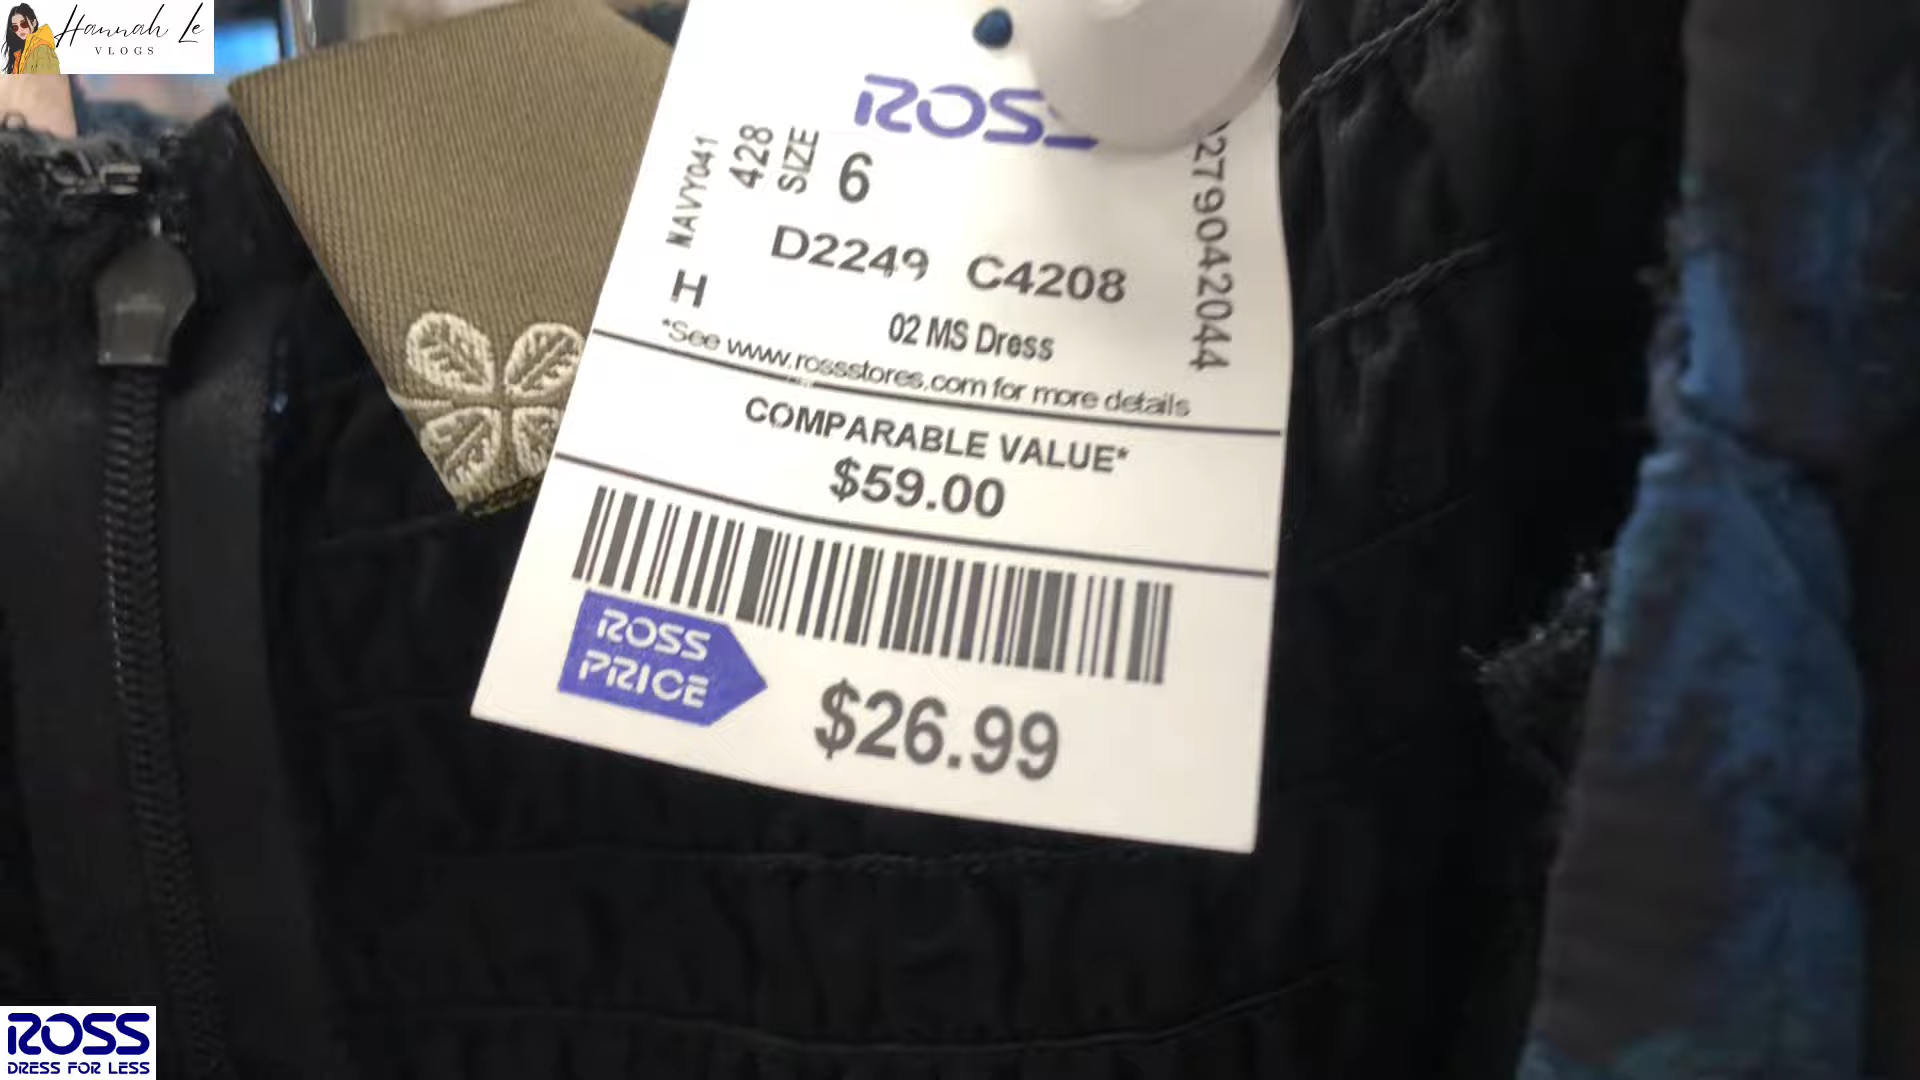 Hannah Le
VLOGS
ROSS
NAVY041
428
SIZE
6
D2249 C4208
H
02 MS Dress
279042044
*See www.rossstores.com for more details
COMPARABLE VALUE*
$59.00
ROSS
PRICE
$26.99
ROSS
DRESS FOR LESS